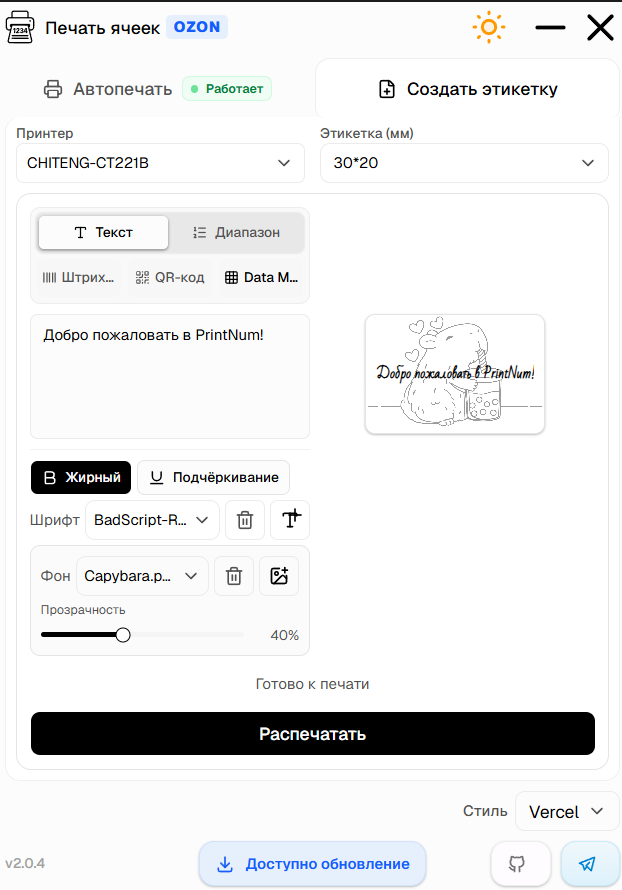 1234
Печать ячеек OZON
Автопечать Работает
Создать этикетку
Принтер
Этикетка (мм)
CHITENG-CT221B
30*20
Текст
Диапазон
Штрих...
QR-код
Data M...
Добро пожаловать в PrintNum!
Добро пожаловать в PrintNum!
B Жирный
U Подчёркивание
Шрифт BadScript-R...
Фон Capybara.p...
Прозрачность
40%
Готово к печати
Распечатать
Стиль Vercel
v2.0.4
Доступно обновление